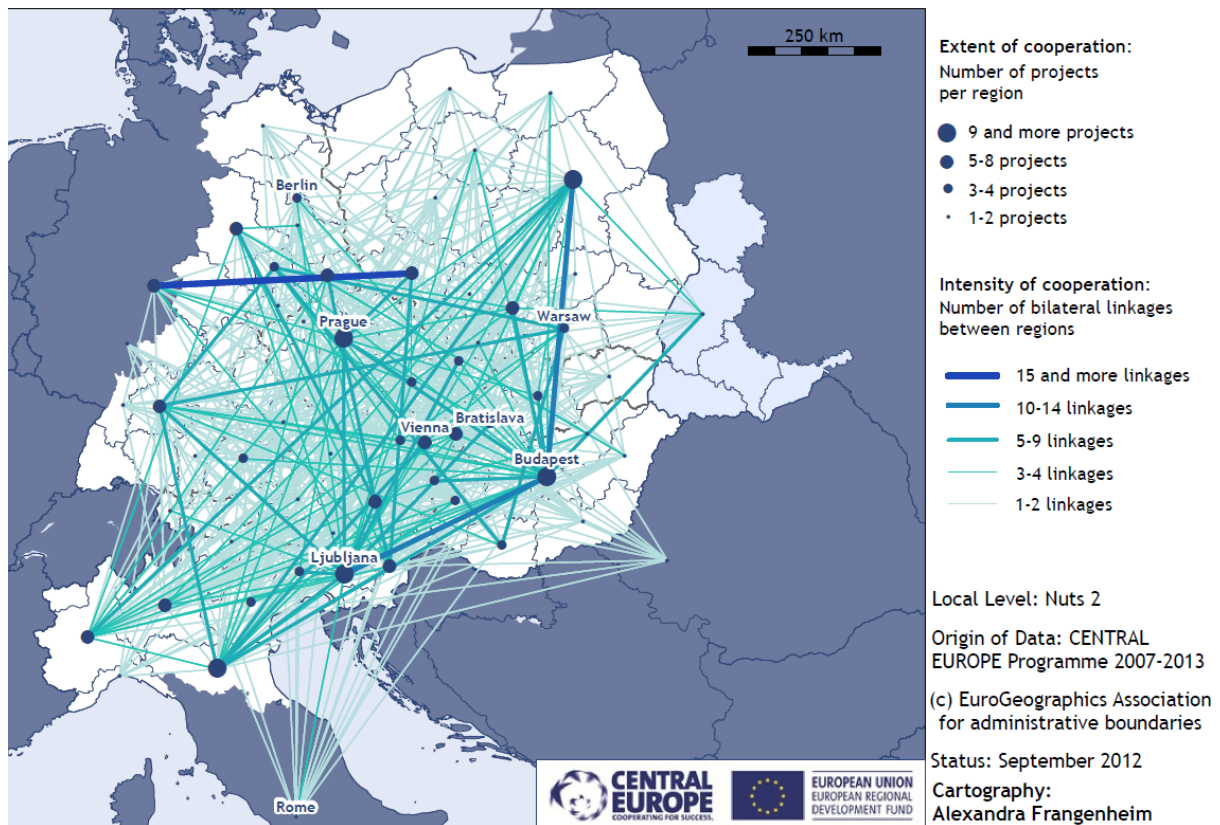 250 km
Berlin
Prague
Warsaw
Vienna
Bratislava
Budapest
Ljubljana
Rome
CENTRAL
EUROPE
COOPERATING FOR SUCCESS.
EUROPEAN UNION
EUROPEAN REGIONAL
DEVELOPMENT FUND
Extent of cooperation:
Number of projects
per region
9 and more projects
5-8 projects
3-4 projects
1-2 projects
Intensity of cooperation:
Number of bilateral linkages
between regions
15 and more linkages
10-14 linkages
5-9 linkages
3-4 linkages
1-2 linkages
Local Level: Nuts 2
Origin of Data: CENTRAL
EUROPE Programme 2007-2013
(c) EuroGeographics Association
for administrative boundaries
Status: September 2012
Cartography:
Alexandra Frangenheim